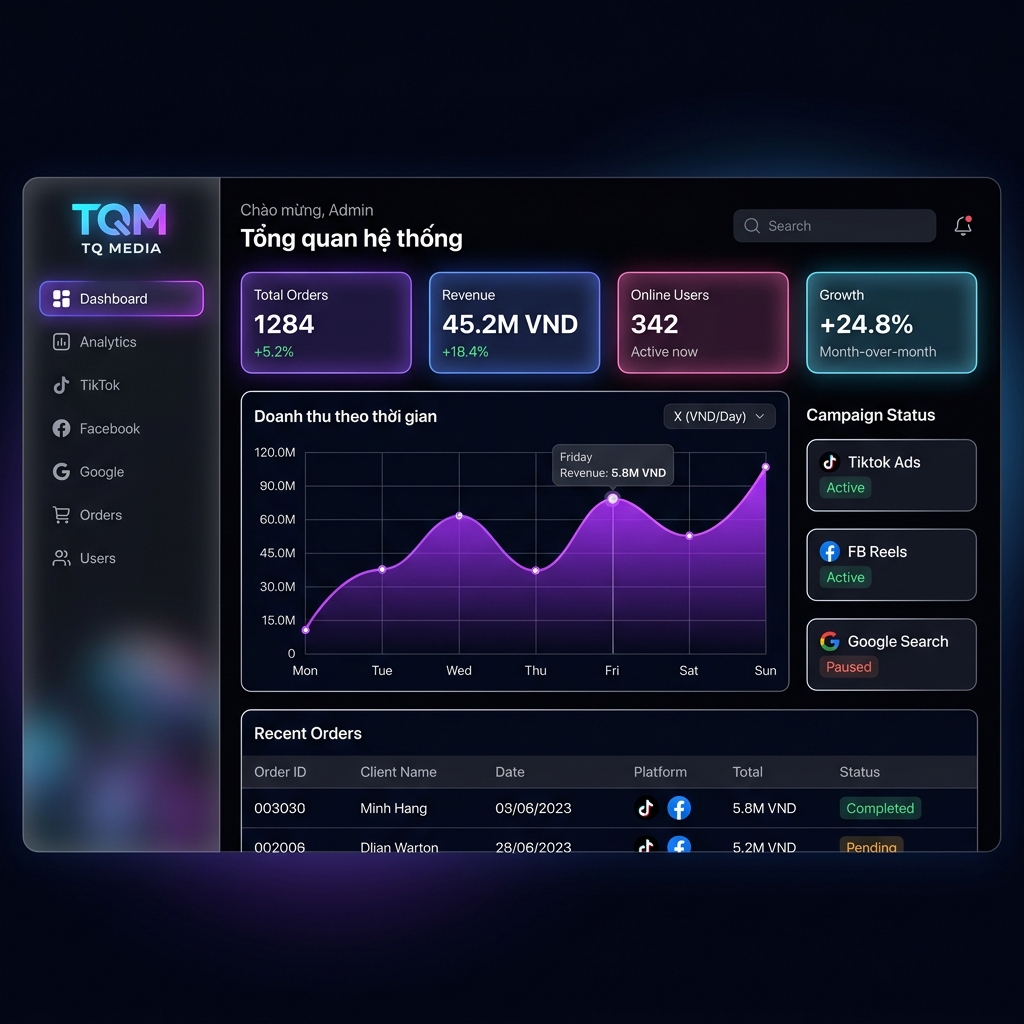 TQM
TQ MEDIA
Dashboard
Analytics
TikTok
Facebook
Google
Orders
Users
Chào mừng, Admin
Tổng quan hệ thống
Search
Total Orders
1284
+5.2%
Revenue
45.2M VND
+18.4%
Online Users
342
Active now
Growth
+24.8%
Month-over-month
Doanh thu theo thời gian
X (VND/Day)
Friday
Revenue: 5.8M VND
120.0M
90.0M
60.0M
45.0M
30.0M
15.0M
0
Mon Tue Wed Thu Fri Sat Sun
Campaign Status
Tiktok Ads
Active
FB Reels
Active
Google Search
Paused
Recent Orders
Order ID Client Name Date Platform Total Status
003030 Minh Hang 03/06/2023 5.8M VND Completed
002006 Dlian Warton 28/06/2023 5.2M VND Pending